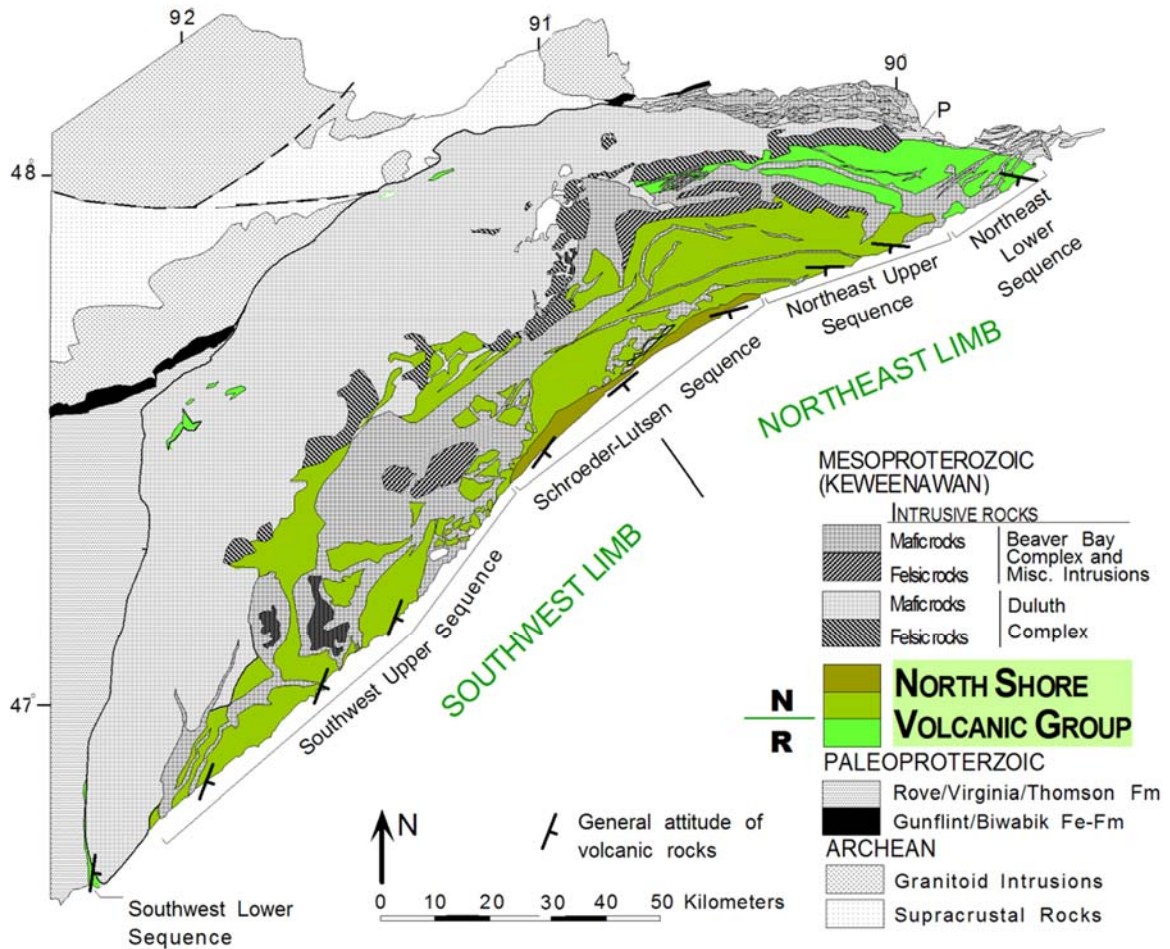 92
91
90
P
48°
47°
Northeast
Lower
Sequence
Northeast Upper
Sequence
Schroeder-Lutsen Sequence
NORTHEAST LIMB
SOUTHWEST LIMB
Southwest Upper Sequence
Southwest Lower
Sequence
N
General attitude of
volcanic rocks
0 10 20 30 40 50 Kilometers
MESOPROTEROZOIC
(KEWEENAWAN)
INTRUSIVE ROCKS
Mafic rocks
Felsic rocks
Beaver Bay
Complex and
Misc. Intrusions
Mafic rocks
Felsic rocks
Duluth
Complex
N
R
NORTH SHORE
VOLCANIC GROUP
PALEOPROTERZOIC
Rove/Virginia/Thomson Fm
Gunflint/Biwabik Fe-Fm
ARCHEAN
Granitoid Intrusions
Supracrustal Rocks